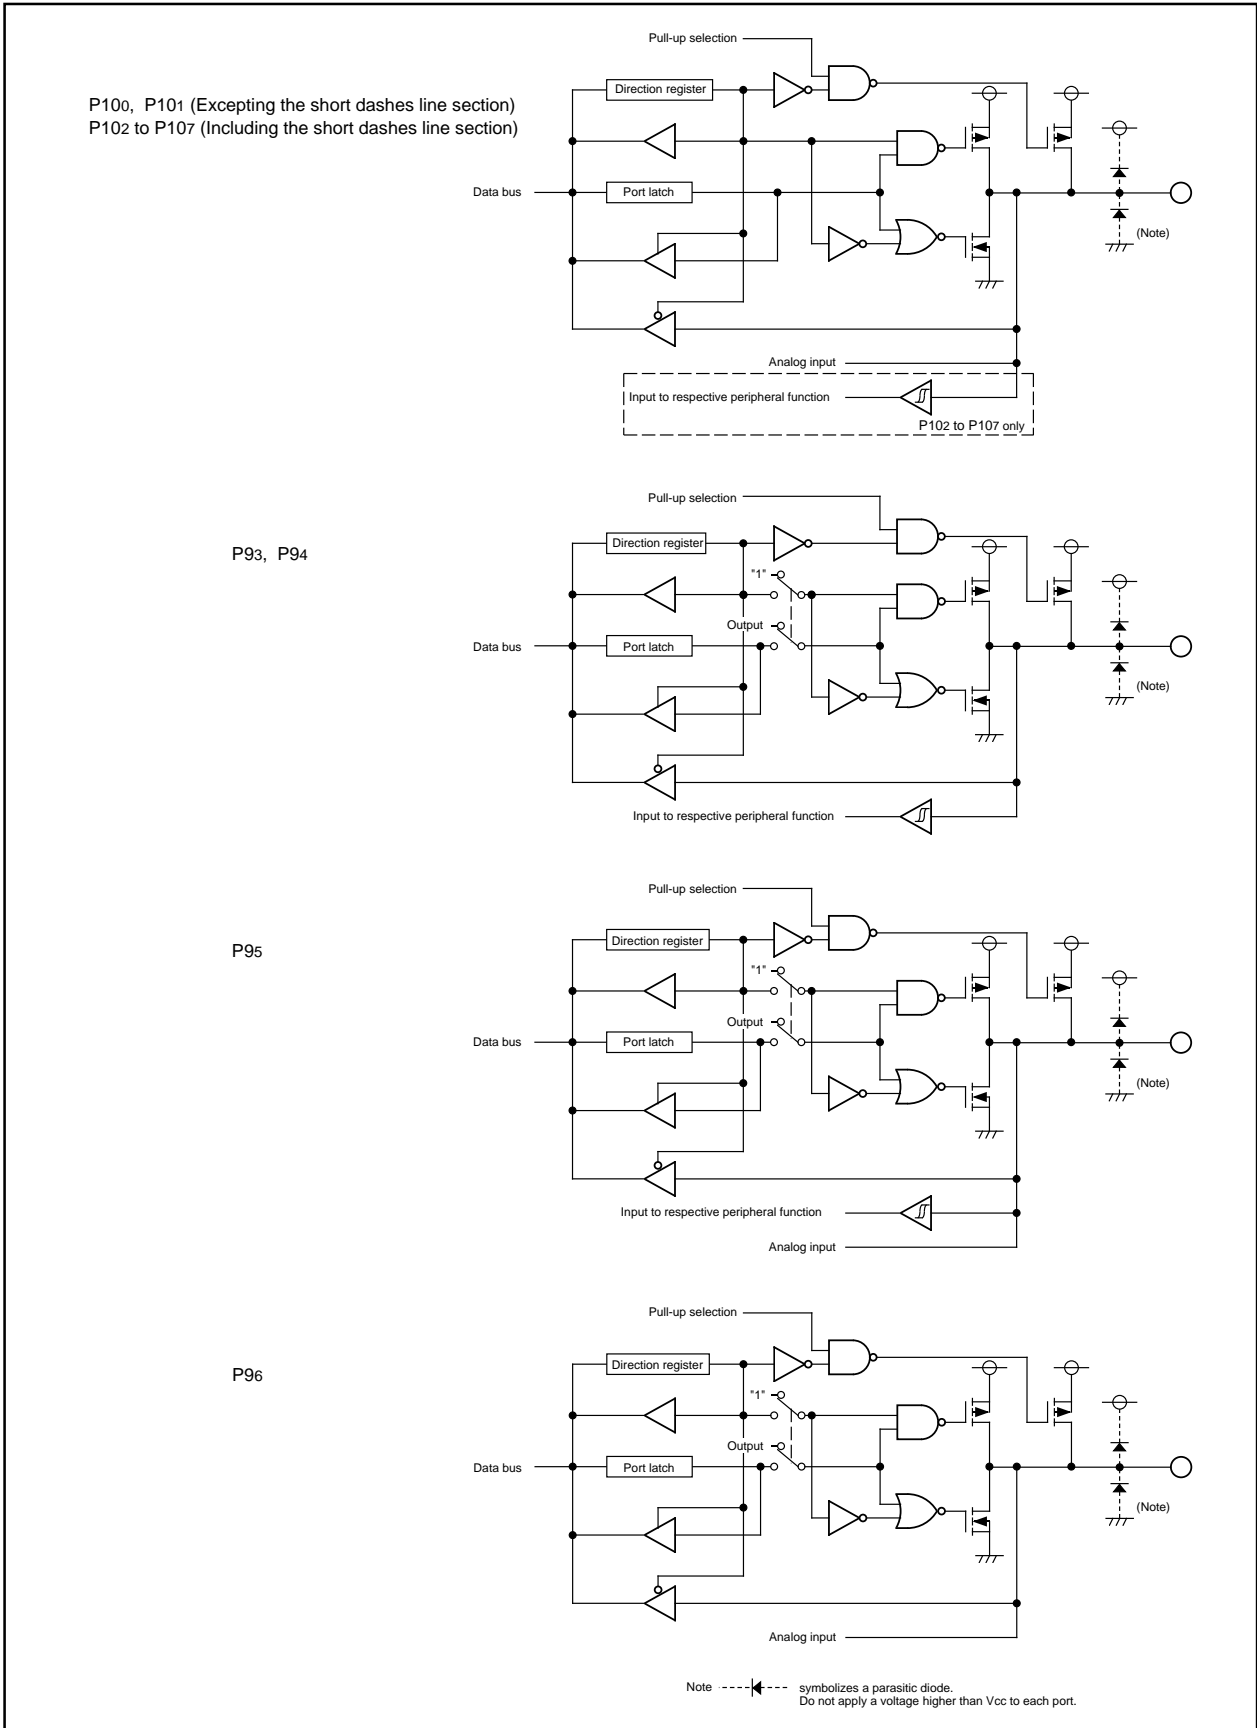 Pull-up selection
Direction register
P100, P101 (Excepting the short dashes line section)
P102 to P107 (Including the short dashes line section)
Data bus
Port latch
(Note)
Analog input
Input to respective peripheral function
P102 to P107 only
Pull-up selection
P93, P94
Direction register
"1"
Output
Data bus
Port latch
(Note)
Input to respective peripheral function
Pull-up selection
P95
Direction register
"1"
Output
Data bus
Port latch
(Note)
Input to respective peripheral function
Analog input
Pull-up selection
P96
Direction register
"1"
Output
Data bus
Port latch
(Note)
Analog input
Note symbolizes a parasitic diode.
Do not apply a voltage higher than Vcc to each port.